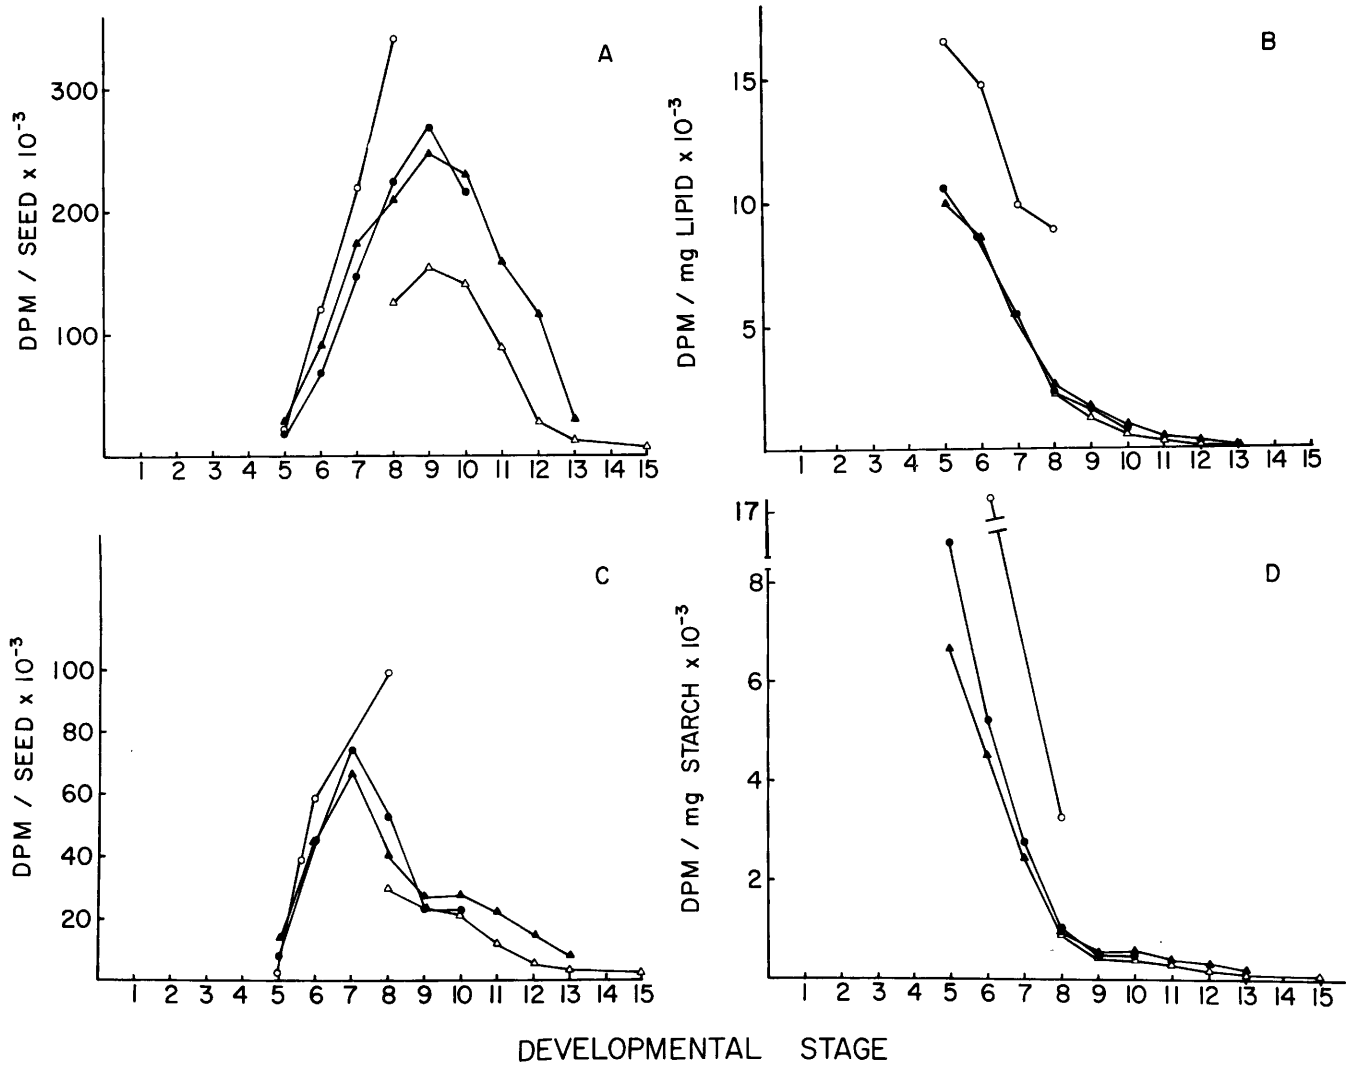 A
DPM / SEED x 10⁻³
300
200
100
1 2 3 4 5 6 7 8 9 10 11 12 13 14 15
B
DPM / mg LIPID x 10⁻³
15
10
5
1 2 3 4 5 6 7 8 9 10 11 12 13 14 15
C
DPM / SEED x 10⁻³
100
80
60
40
20
1 2 3 4 5 6 7 8 9 10 11 12 13 14 15
D
DPM / mg STARCH x 10⁻³
17
8
6
4
2
1 2 3 4 5 6 7 8 9 10 11 12 13 14 15
DEVELOPMENTAL STAGE